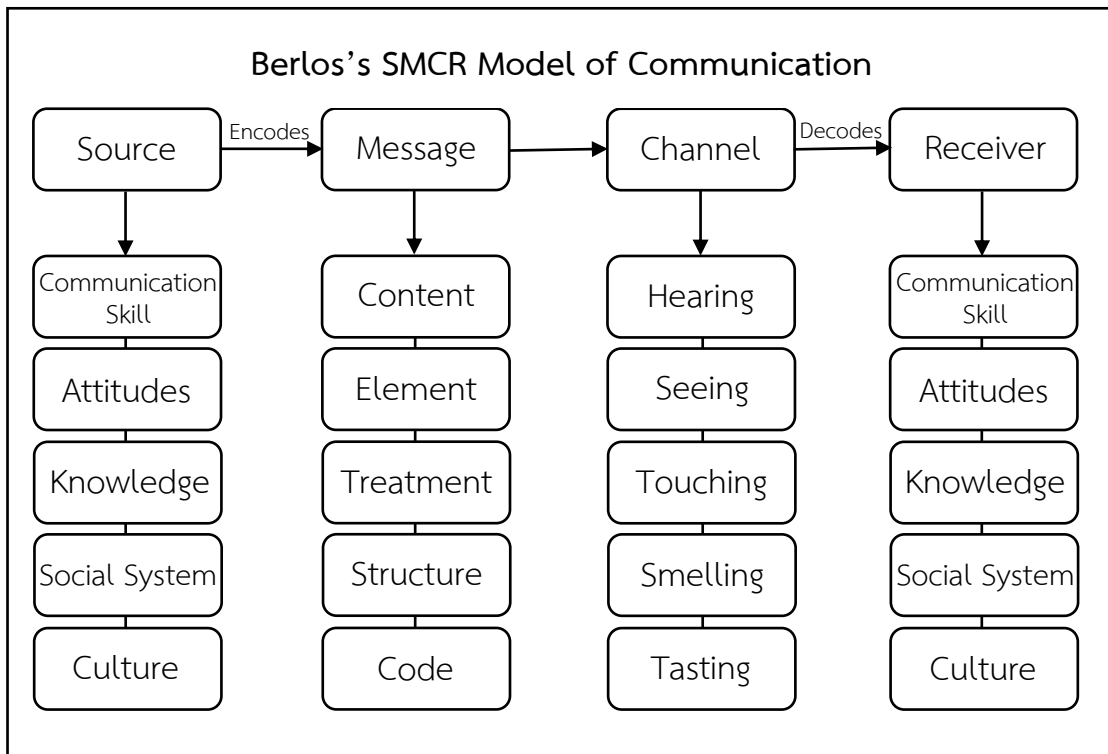 Berlos's SMCR Model of Communication
Source
Encodes
Message
Channel
Decodes
Receiver
Communication
Skill
Content
Hearing
Communication
Skill
Attitudes
Element
Seeing
Attitudes
Knowledge
Treatment
Touching
Knowledge
Social System
Structure
Smelling
Social System
Culture
Code
Tasting
Culture